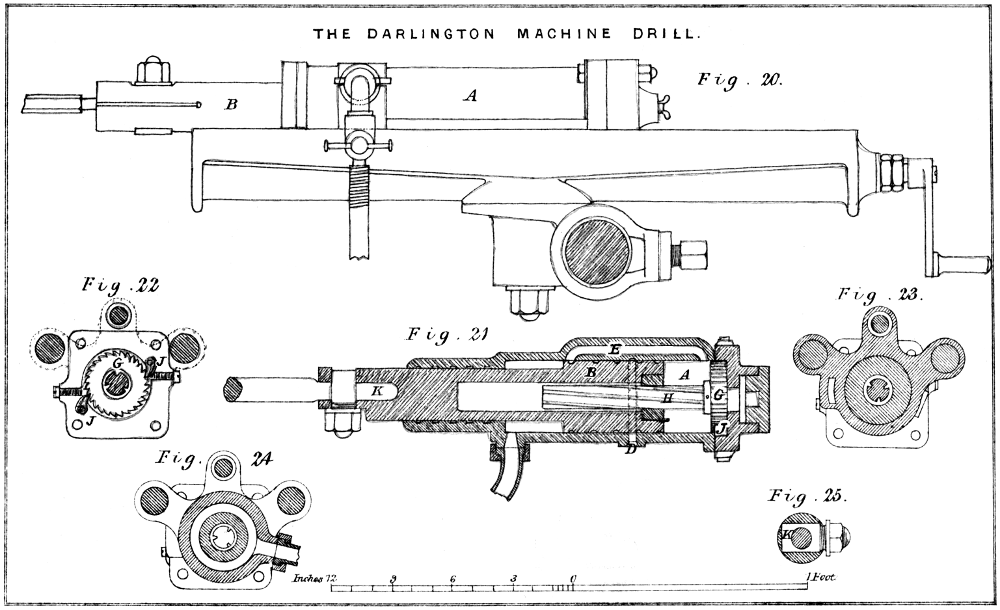 THE DARLINGTON MACHINE DRILL.
Fig. 20.
B
A
Fig. 22
G
J
J
Fig. 21
E
B
A
K
H
G
J
D
Fig. 23.
Fig. 24
Fig. 25.
K
Inches 12 9 6 3 0 1 Foot